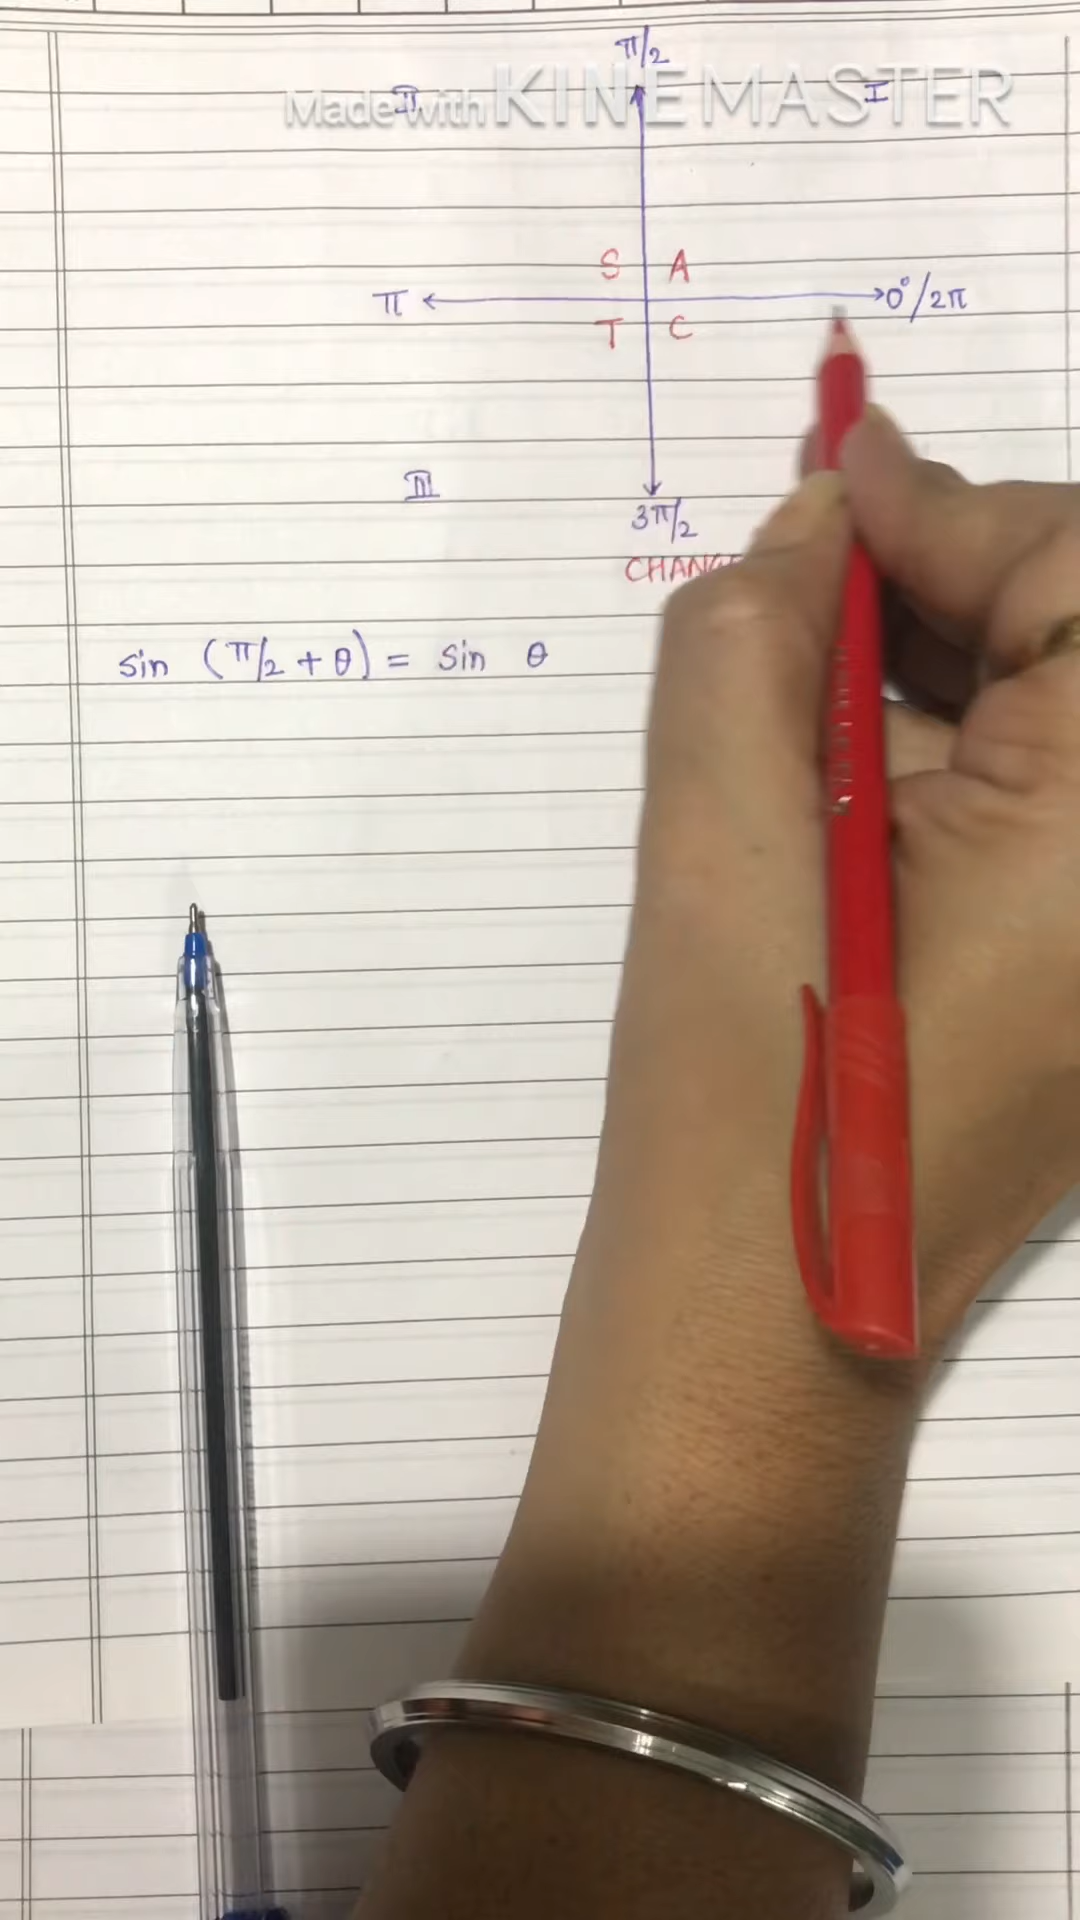 π/2
Made with KINEMASTER
II I
S A
π 0°/2π
T C
III
3π/2
sin (π/2 + θ) = sin θ